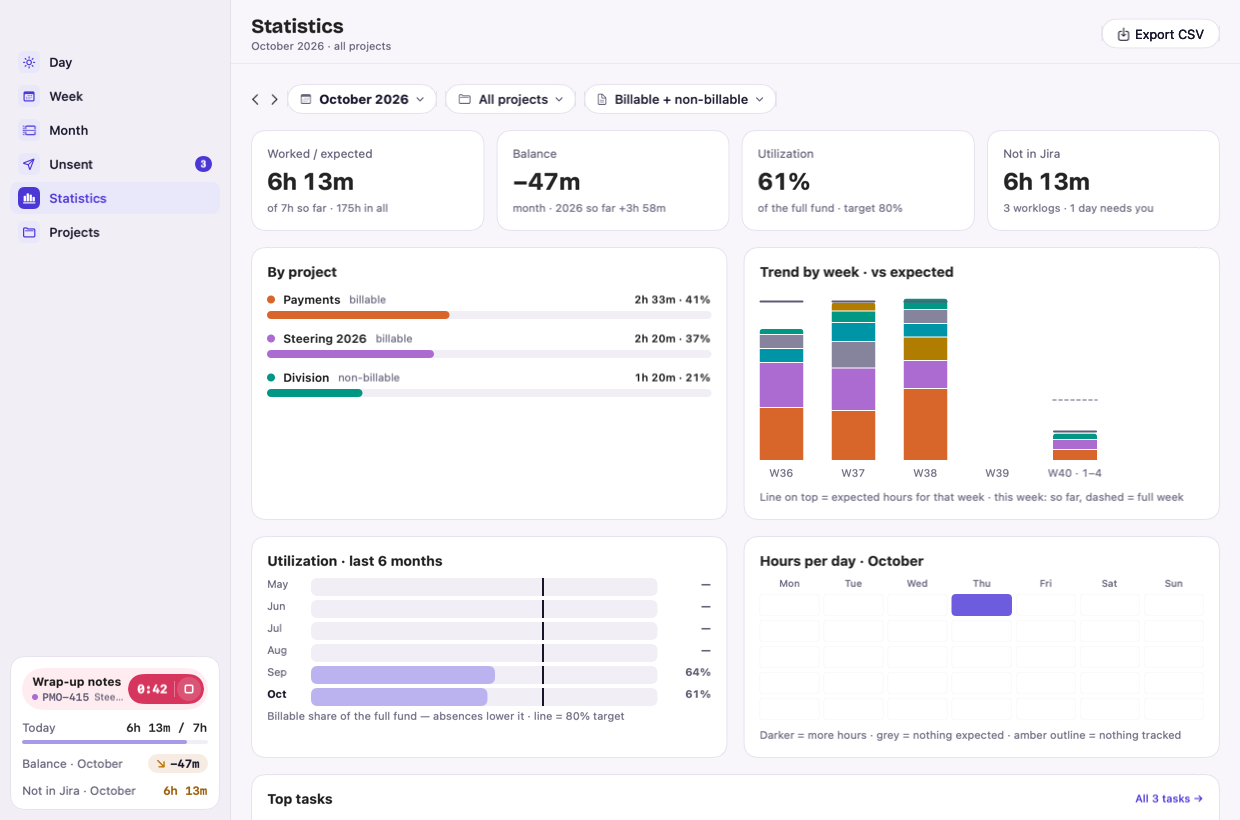 Statistics
October 2026 · all projects
Export CSV
Day
Week
Month
Unsent 3
Statistics
Projects
October 2026
All projects
Billable + non-billable
Worked / expected
6h 13m
of 7h so far · 175h in all
Balance
−47m
month · 2026 so far +3h 58m
Utilization
61%
of the full fund · target 80%
Not in Jira
6h 13m
3 worklogs · 1 day needs you
By project
Payments billable 2h 33m · 41%
Steering 2026 billable 2h 20m · 37%
Division non-billable 1h 20m · 21%
Trend by week · vs expected
W36 W37 W38 W39 W40 · 1–4
Line on top = expected hours for that week · this week: so far, dashed = full week
Utilization · last 6 months
May —
Jun —
Jul —
Aug —
Sep 64%
Oct 61%
Billable share of the full fund — absences lower it · line = 80% target
Hours per day · October
Mon Tue Wed Thu Fri Sat Sun
Darker = more hours · grey = nothing expected · amber outline = nothing tracked
Wrap-up notes
PMO-415 Stee…
0:42
Today 6h 13m / 7h
Balance · October −47m
Not in Jira · October 6h 13m
Top tasks
All 3 tasks →